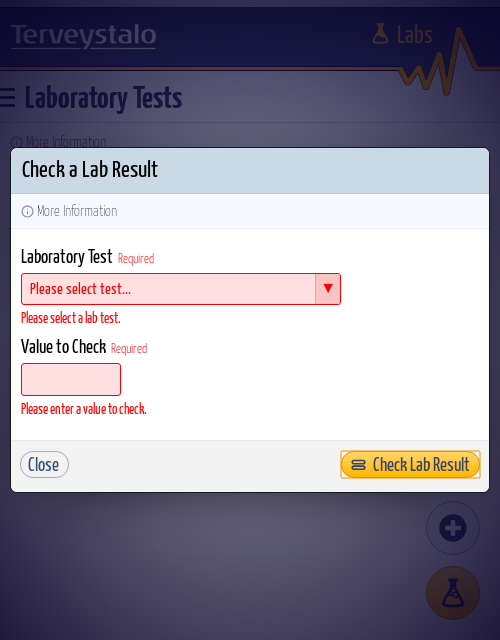 Terveystalo
Labs
Laboratory Tests
More Information
Check a Lab Result
More Information
Laboratory Test Required
Please select test...
Please select a lab test.
Value to Check Required
Please enter a value to check.
Close
Check Lab Result